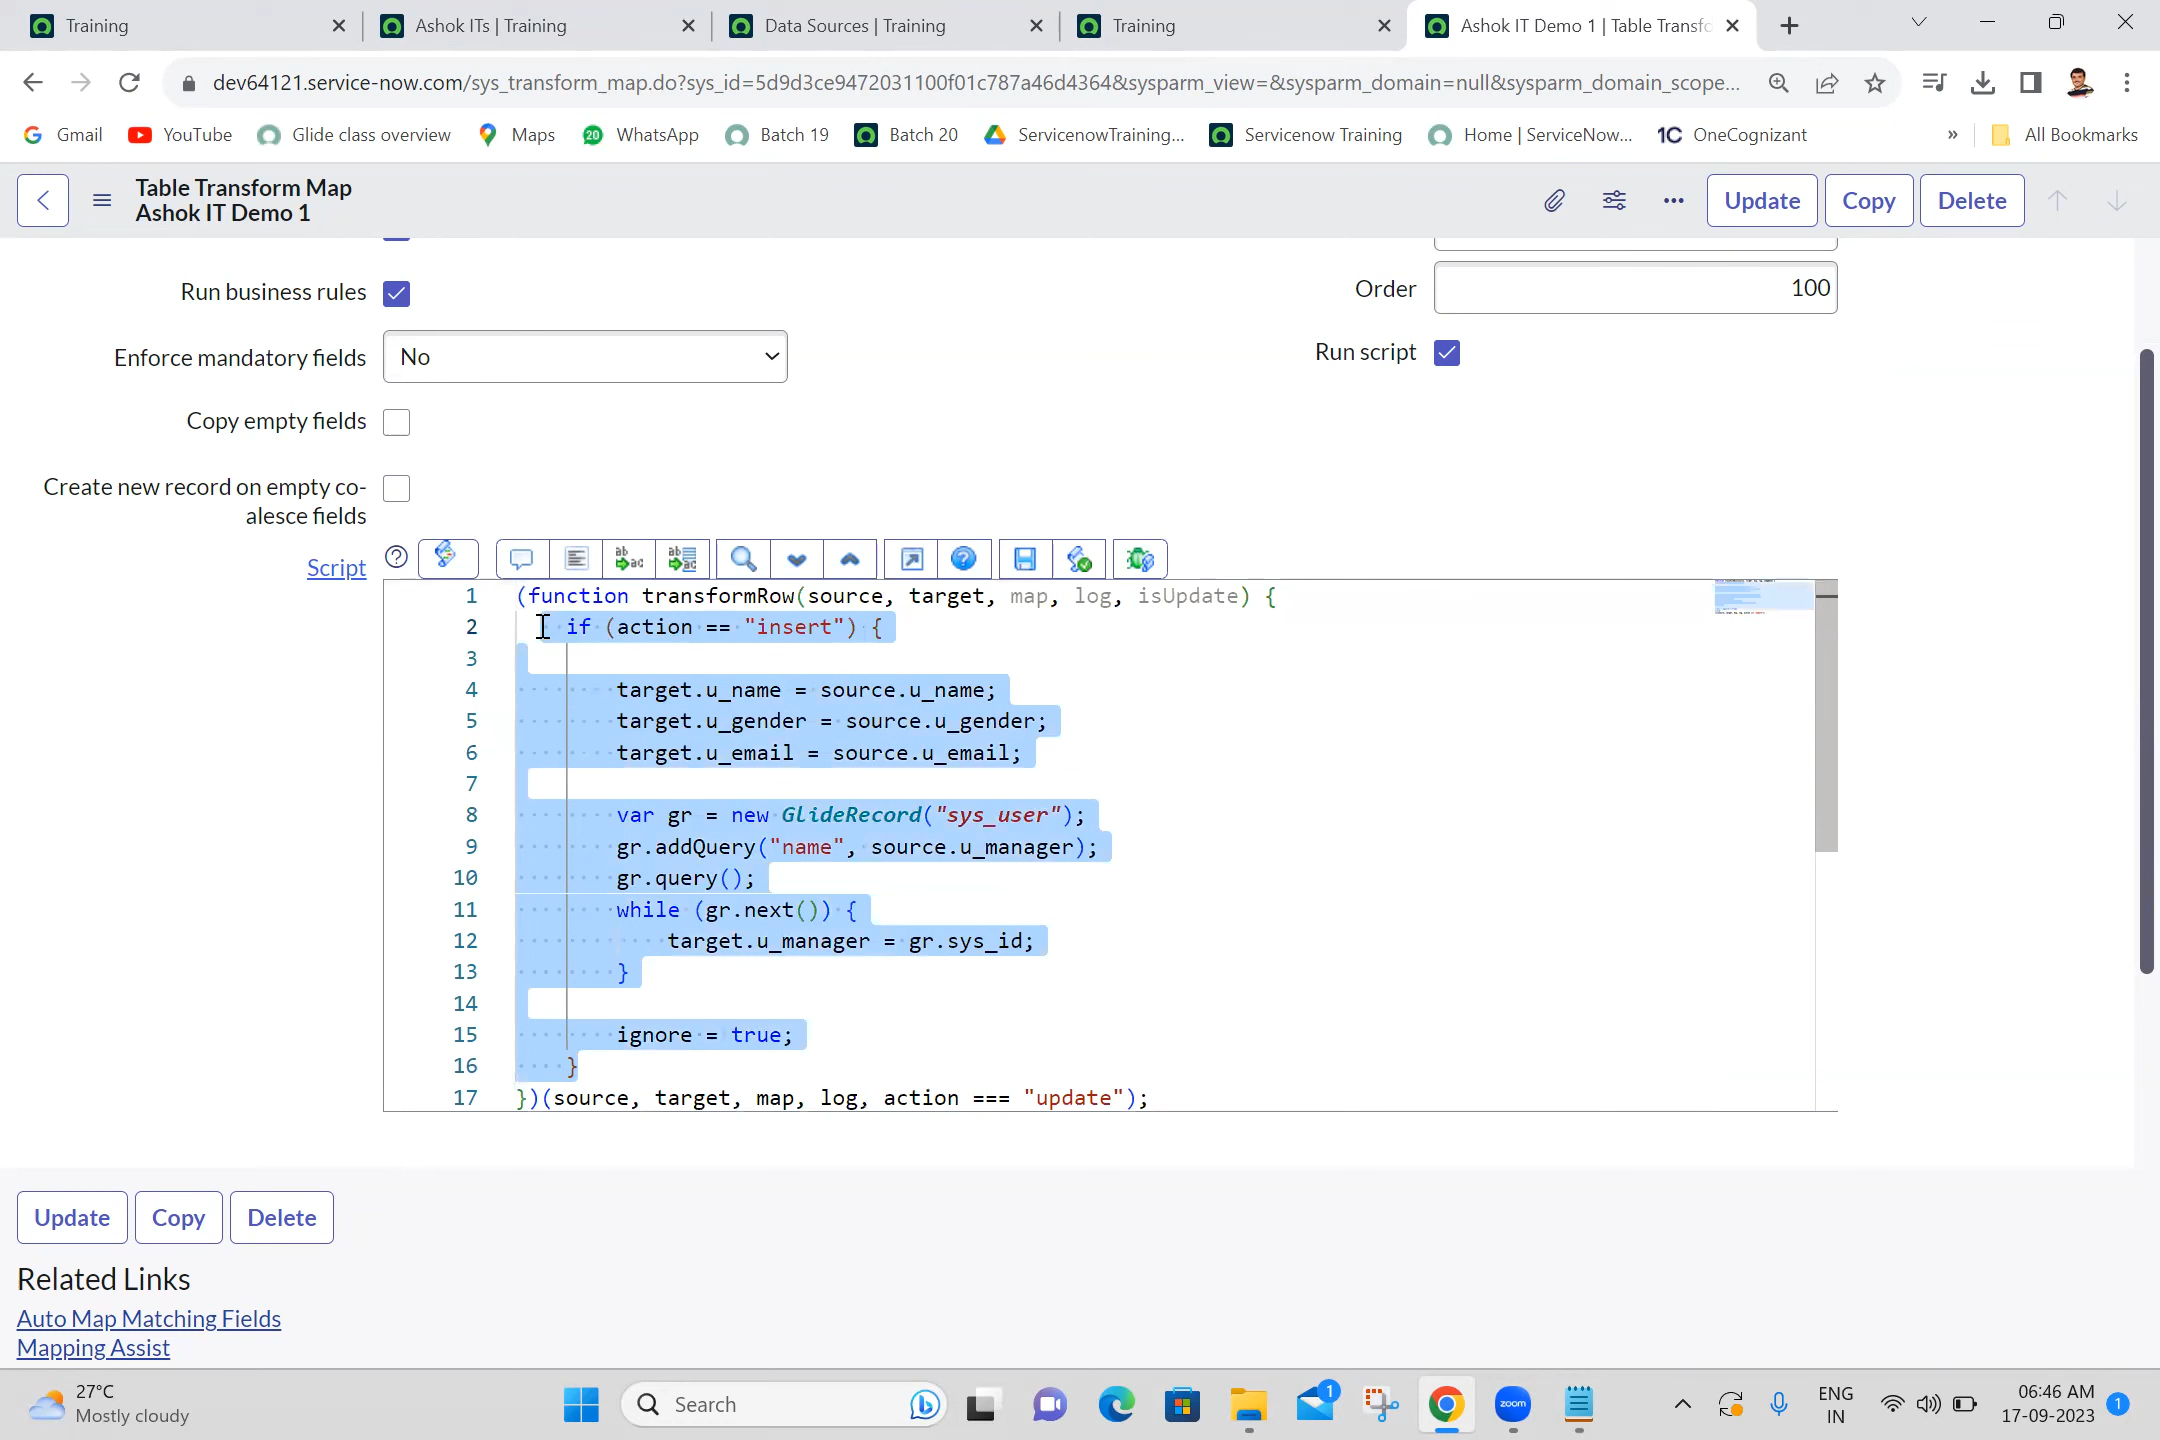 Training
Ashok ITs | Training
Data Sources | Training
Training
Ashok IT Demo 1 | Table Transfo
dev64121.service-now.com/sys_transform_map.do?sys_id=5d9d3ce9472031100f01c787a46d4364&sysparm_view=&sysparm_domain=null&sysparm_domain_scope...
Gmail
YouTube
Glide class overview
Maps
20
WhatsApp
Batch 19
Batch 20
ServicenowTraining...
Servicenow Training
Home | ServiceNow...
1C OneCognizant
»
All Bookmarks
Table Transform Map
Ashok IT Demo 1
Update
Copy
Delete
Run business rules
Order
100
Enforce mandatory fields
No
Run script
Copy empty fields
Create new record on empty co-
alesce fields
Script
1 (function transformRow(source, target, map, log, isUpdate) {
2 if (action == "insert") {
3
4 target.u_name = source.u_name;
5 target.u_gender = source.u_gender;
6 target.u_email = source.u_email;
7
8 var gr = new GlideRecord("sys_user");
9 gr.addQuery("name", source.u_manager);
10 gr.query();
11 while (gr.next()) {
12 target.u_manager = gr.sys_id;
13 }
14
15 ignore = true;
16 }
17 })(source, target, map, log, action === "update");
Update
Copy
Delete
Related Links
Auto Map Matching Fields
Mapping Assist
27°C
Mostly cloudy
Search
1
zoom
ENG
IN
06:46 AM
17-09-2023
1